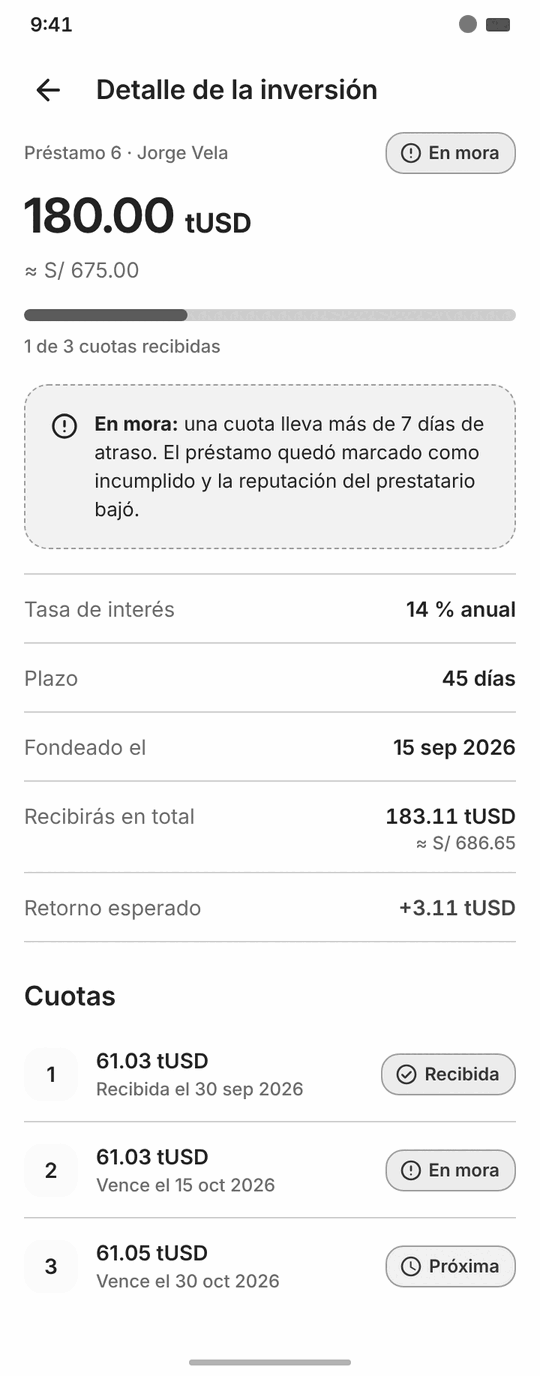 9:41
Detalle de la inversión
Préstamo 6 · Jorge Vela
En mora
180.00 tUSD
≈ S/ 675.00
1 de 3 cuotas recibidas
En mora: una cuota lleva más de 7 días de
atraso. El préstamo quedó marcado como
incumplido y la reputación del prestatario
bajó.
Tasa de interés
14 % anual
Plazo
45 días
Fondeado el
15 sep 2026
Recibirás en total
183.11 tUSD
≈ S/ 686.65
Retorno esperado
+3.11 tUSD
Cuotas
1
61.03 tUSD
Recibida el 30 sep 2026
Recibida
2
61.03 tUSD
Vence el 15 oct 2026
En mora
3
61.05 tUSD
Vence el 30 oct 2026
Próxima